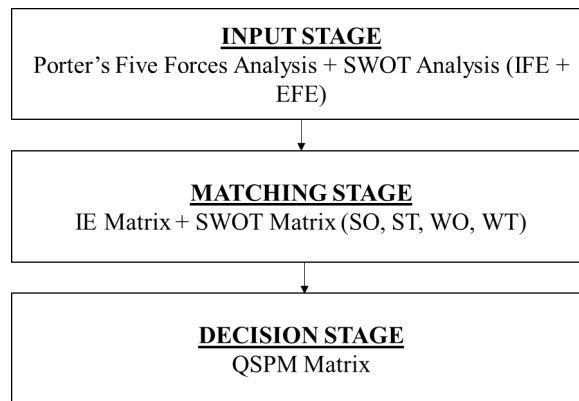 INPUT STAGE
Porter's Five Forces Analysis + SWOT Analysis (IFE +
EFE)
MATCHING STAGE
IE Matrix + SWOT Matrix (SO, ST, WO, WT)
DECISION STAGE
QSPM Matrix